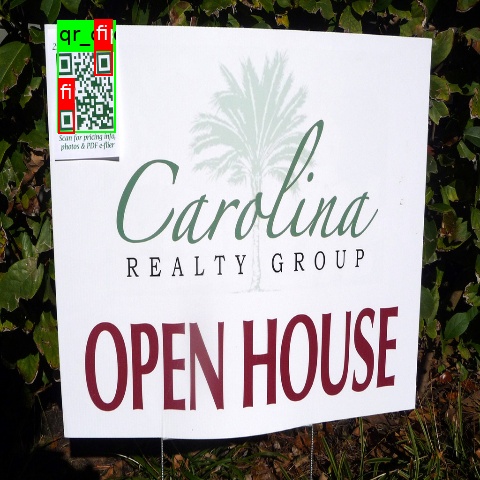 qr_
fi
fi
Scan for pricing info,
photos & PDF e-flier
Carolina
REALTY GROUP
OPEN HOUSE